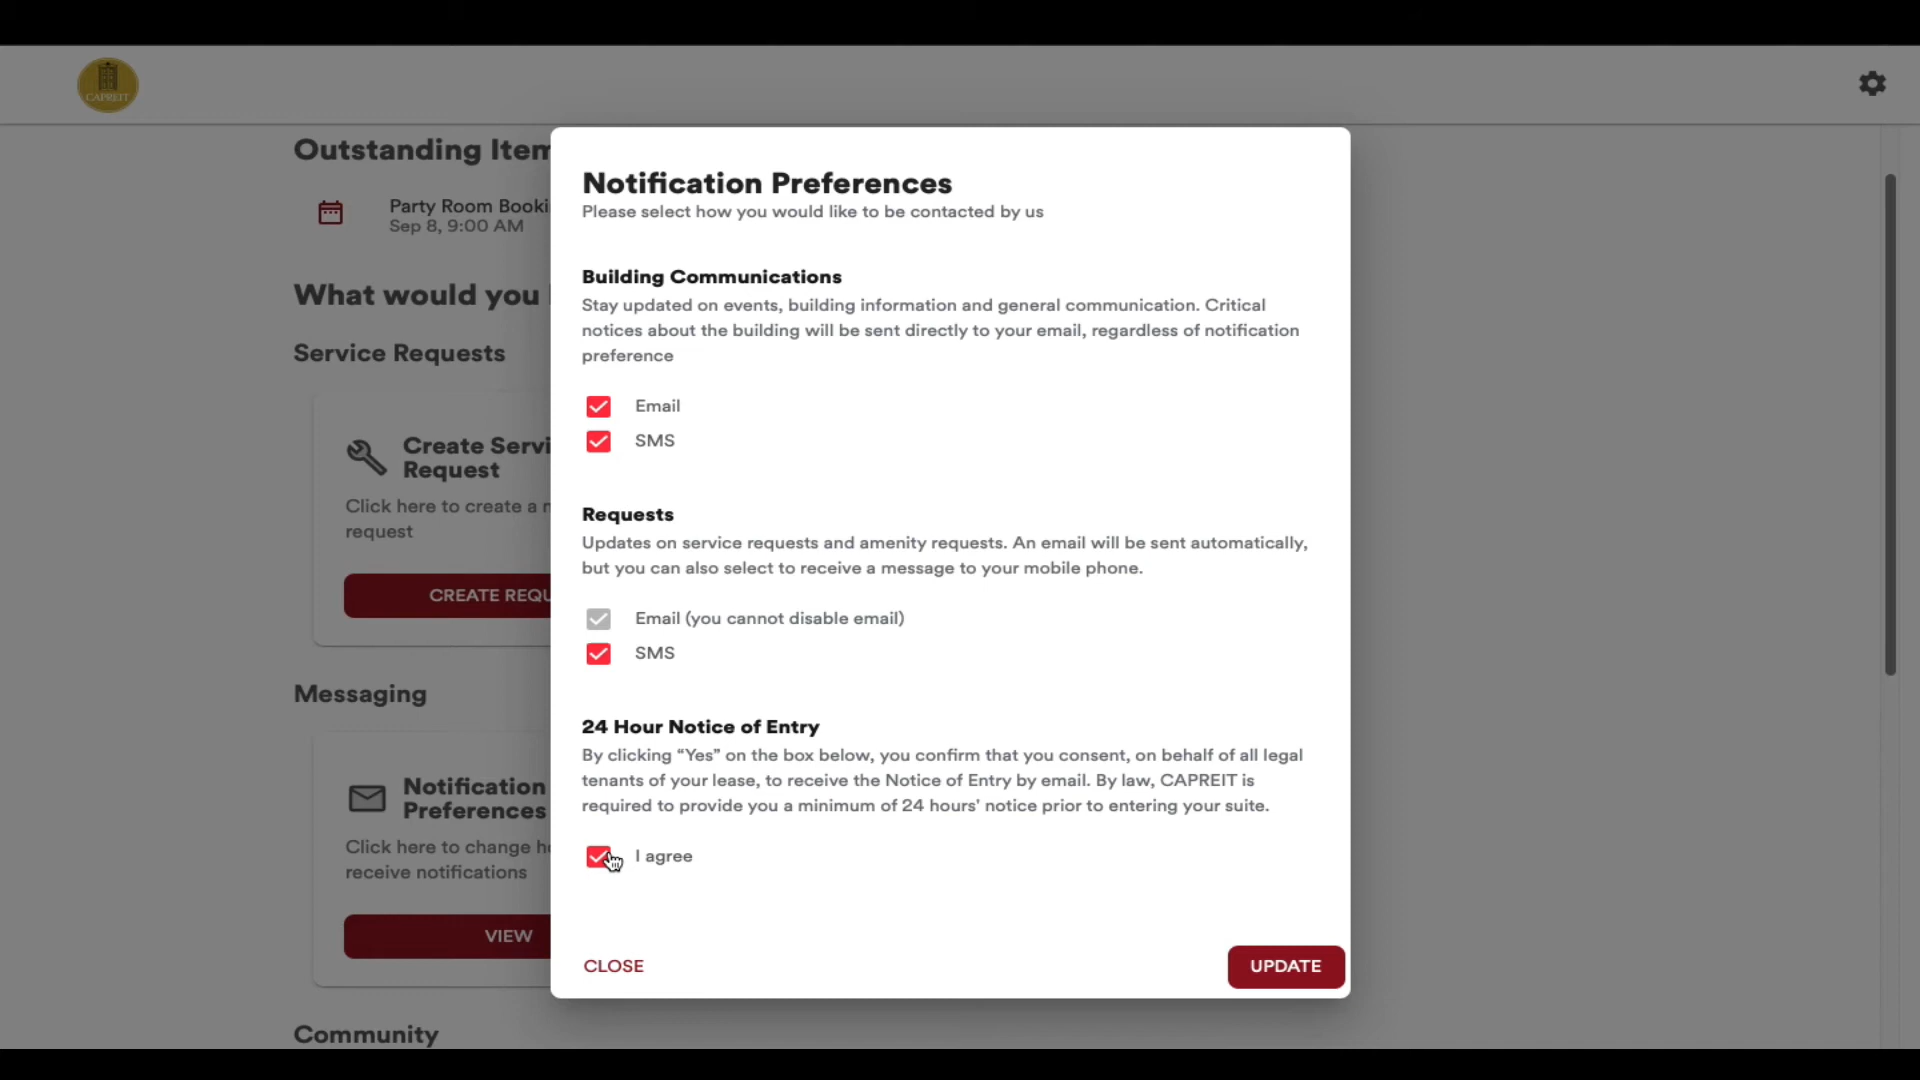 CAPREIT
Outstanding Item
Party Room Booki
Sep 8, 9:00 AM
What would you
Service Requests
Create Servi
Request
Click here to create a n
request
CREATE REQU
Messaging
Notification
Preferences
Click here to change h
receive notifications
VIEW
Community
Notification Preferences
Please select how you would like to be contacted by us
Building Communications
Stay updated on events, building information and general communication. Critical
notices about the building will be sent directly to your email, regardless of notification
preference
Email
SMS
Requests
Updates on service requests and amenity requests. An email will be sent automatically,
but you can also select to receive a message to your mobile phone.
Email (you cannot disable email)
SMS
24 Hour Notice of Entry
By clicking “Yes” on the box below, you confirm that you consent, on behalf of all legal
tenants of your lease, to receive the Notice of Entry by email. By law, CAPREIT is
required to provide you a minimum of 24 hours’ notice prior to entering your suite.
I agree
CLOSE
UPDATE